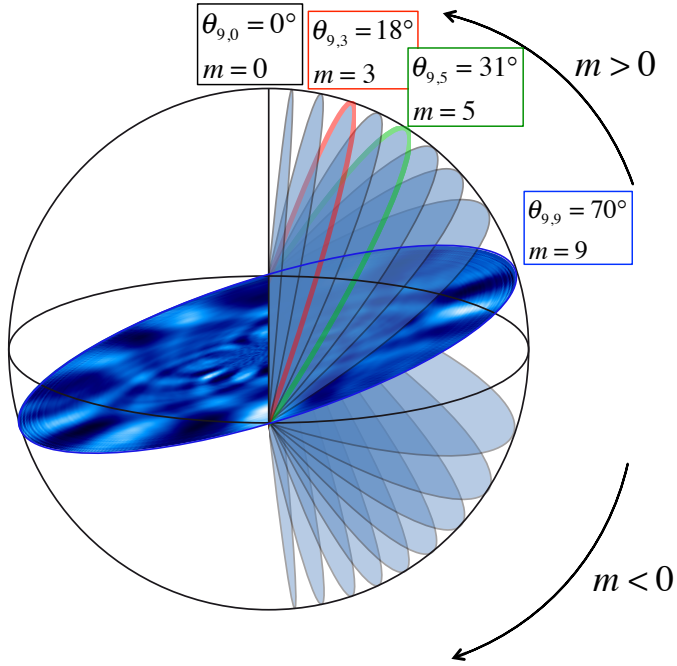 θ₉,₀ = 0°
m = 0
θ₉,₃ = 18°
m = 3
θ₉,₅ = 31°
m = 5
m > 0
θ₉,₉ = 70°
m = 9
m < 0